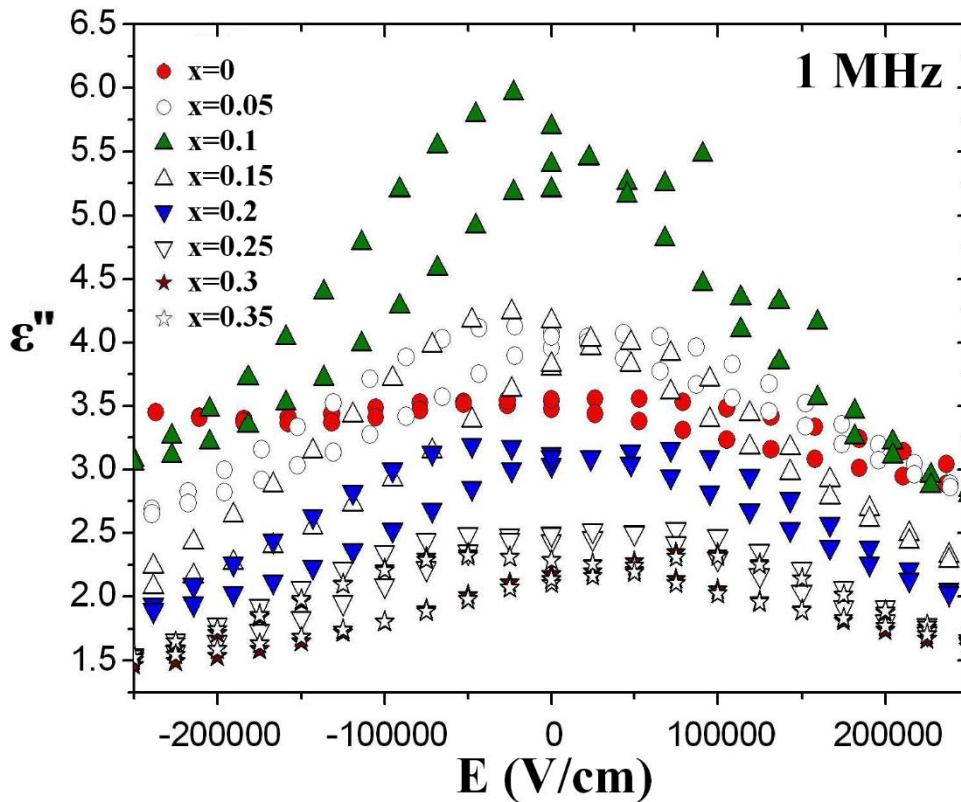 6.5
6.0
5.5
5.0
4.5
4.0
3.5
3.0
2.5
2.0
1.5
ε"
1 MHz
x=0
x=0.05
x=0.1
x=0.15
x=0.2
x=0.25
x=0.3
x=0.35
-200000 -100000 0 100000 200000
E (V/cm)